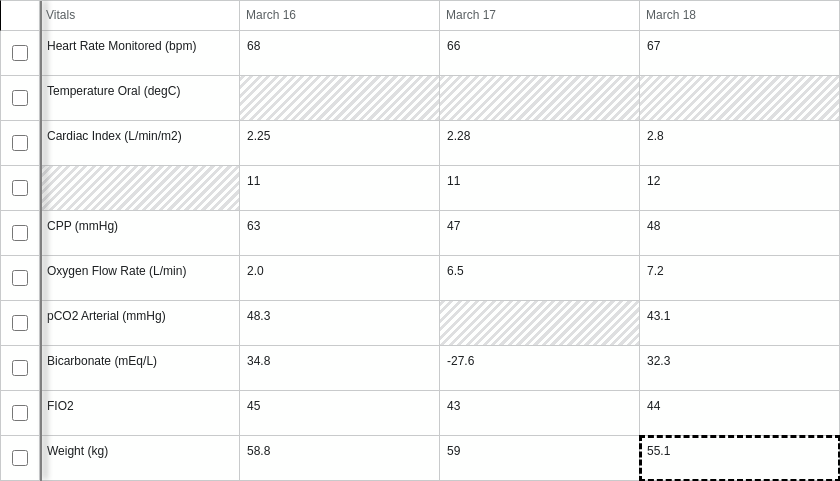 Vitals March 16 March 17 March 18
Heart Rate Monitored (bpm) 68 66 67
Temperature Oral (degC)
Cardiac Index (L/min/m2) 2.25 2.28 2.8
11 11 12
CPP (mmHg) 63 47 48
Oxygen Flow Rate (L/min) 2.0 6.5 7.2
pCO2 Arterial (mmHg) 48.3 43.1
Bicarbonate (mEq/L) 34.8 -27.6 32.3
FIO2 45 43 44
Weight (kg) 58.8 59 55.1